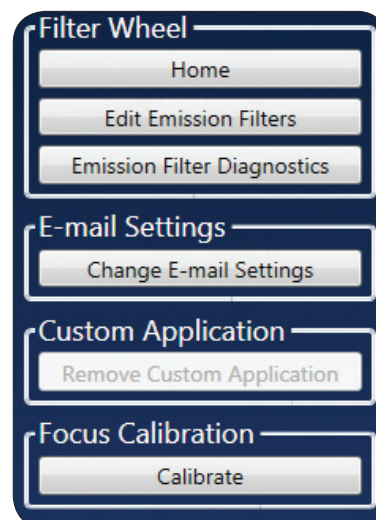 Filter Wheel
Home
Edit Emission Filters
Emission Filter Diagnostics
E-mail Settings
Change E-mail Settings
Custom Application
Remove Custom Application
Focus Calibration
Calibrate